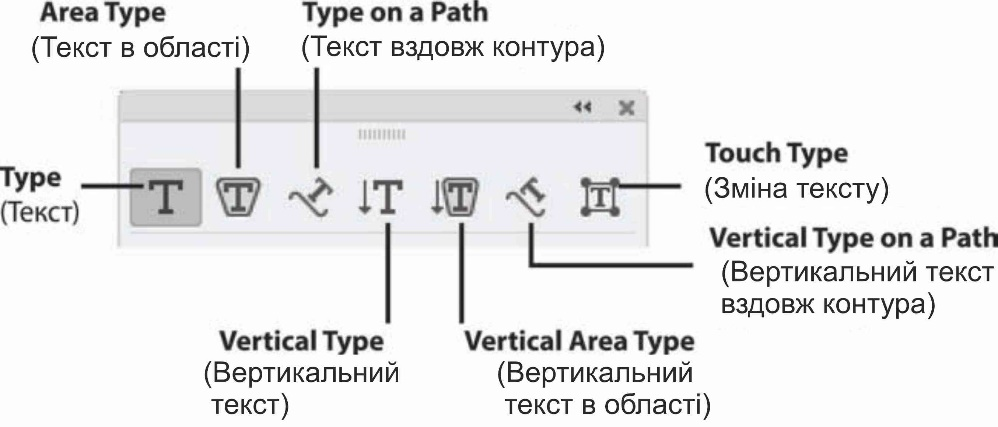 Area Type
(Текст в області)
Type on a Path
(Текст вздовж контура)
Type
(Текст)
Touch Type
(Зміна тексту)
Vertical Type on a Path
(Вертикальний текст
вздовж контура)
Vertical Type
(Вертикальний
текст)
Vertical Area Type
(Вертикальний
текст в області)